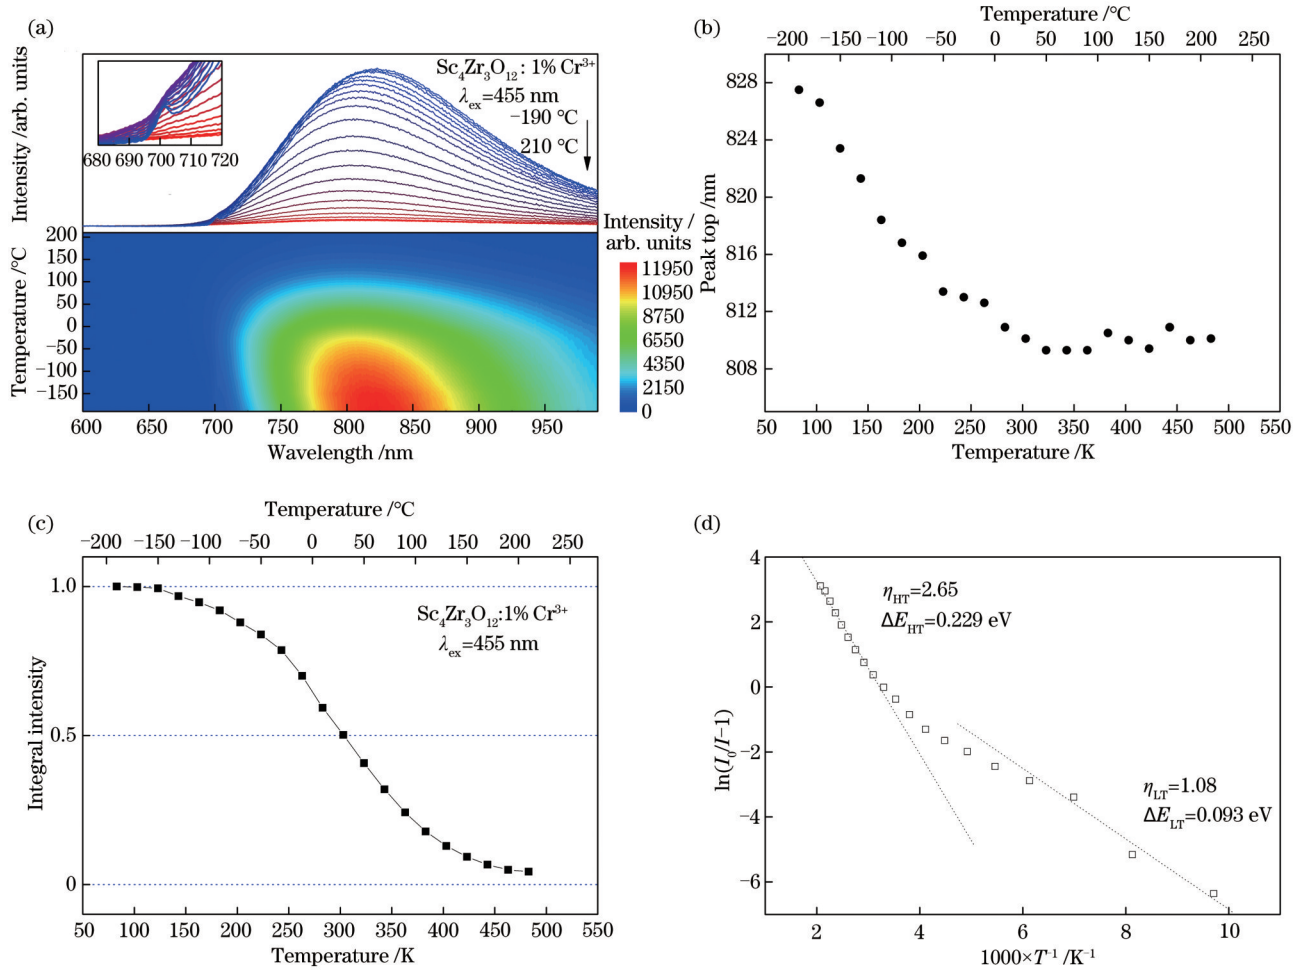 (a)
Intensity /arb. units
Sc₄Zr₃O₁₂: 1% Cr³⁺
λₑₓ=455 nm
−190 °C
210 °C
680 690 700 710 720
Temperature /°C
200
150
100
50
0
−50
−100
−150
600 650 700 750 800 850 900 950
Wavelength /nm
Intensity /
arb. units
11950
10950
8750
6550
4350
2150
0
(b)
Temperature /°C
−200 −150 −100 −50 0 50 100 150 200 250
Peak top /nm
828
824
820
816
812
808
50 100 150 200 250 300 350 400 450 500 550
Temperature /K
(c)
Temperature /°C
−200 −150 −100 −50 0 50 100 150 200 250
Integral intensity
1.0
0.5
0
Sc₄Zr₃O₁₂:1% Cr³⁺
λₑₓ=455 nm
50 100 150 200 250 300 350 400 450 500 550
Temperature /K
(d)
ln(I₀/I−1)
4
2
0
−2
−4
−6
η_HT=2.65
ΔE_HT=0.229 eV
η_LT=1.08
ΔE_LT=0.093 eV
2 4 6 8 10
1000×T⁻¹ /K⁻¹